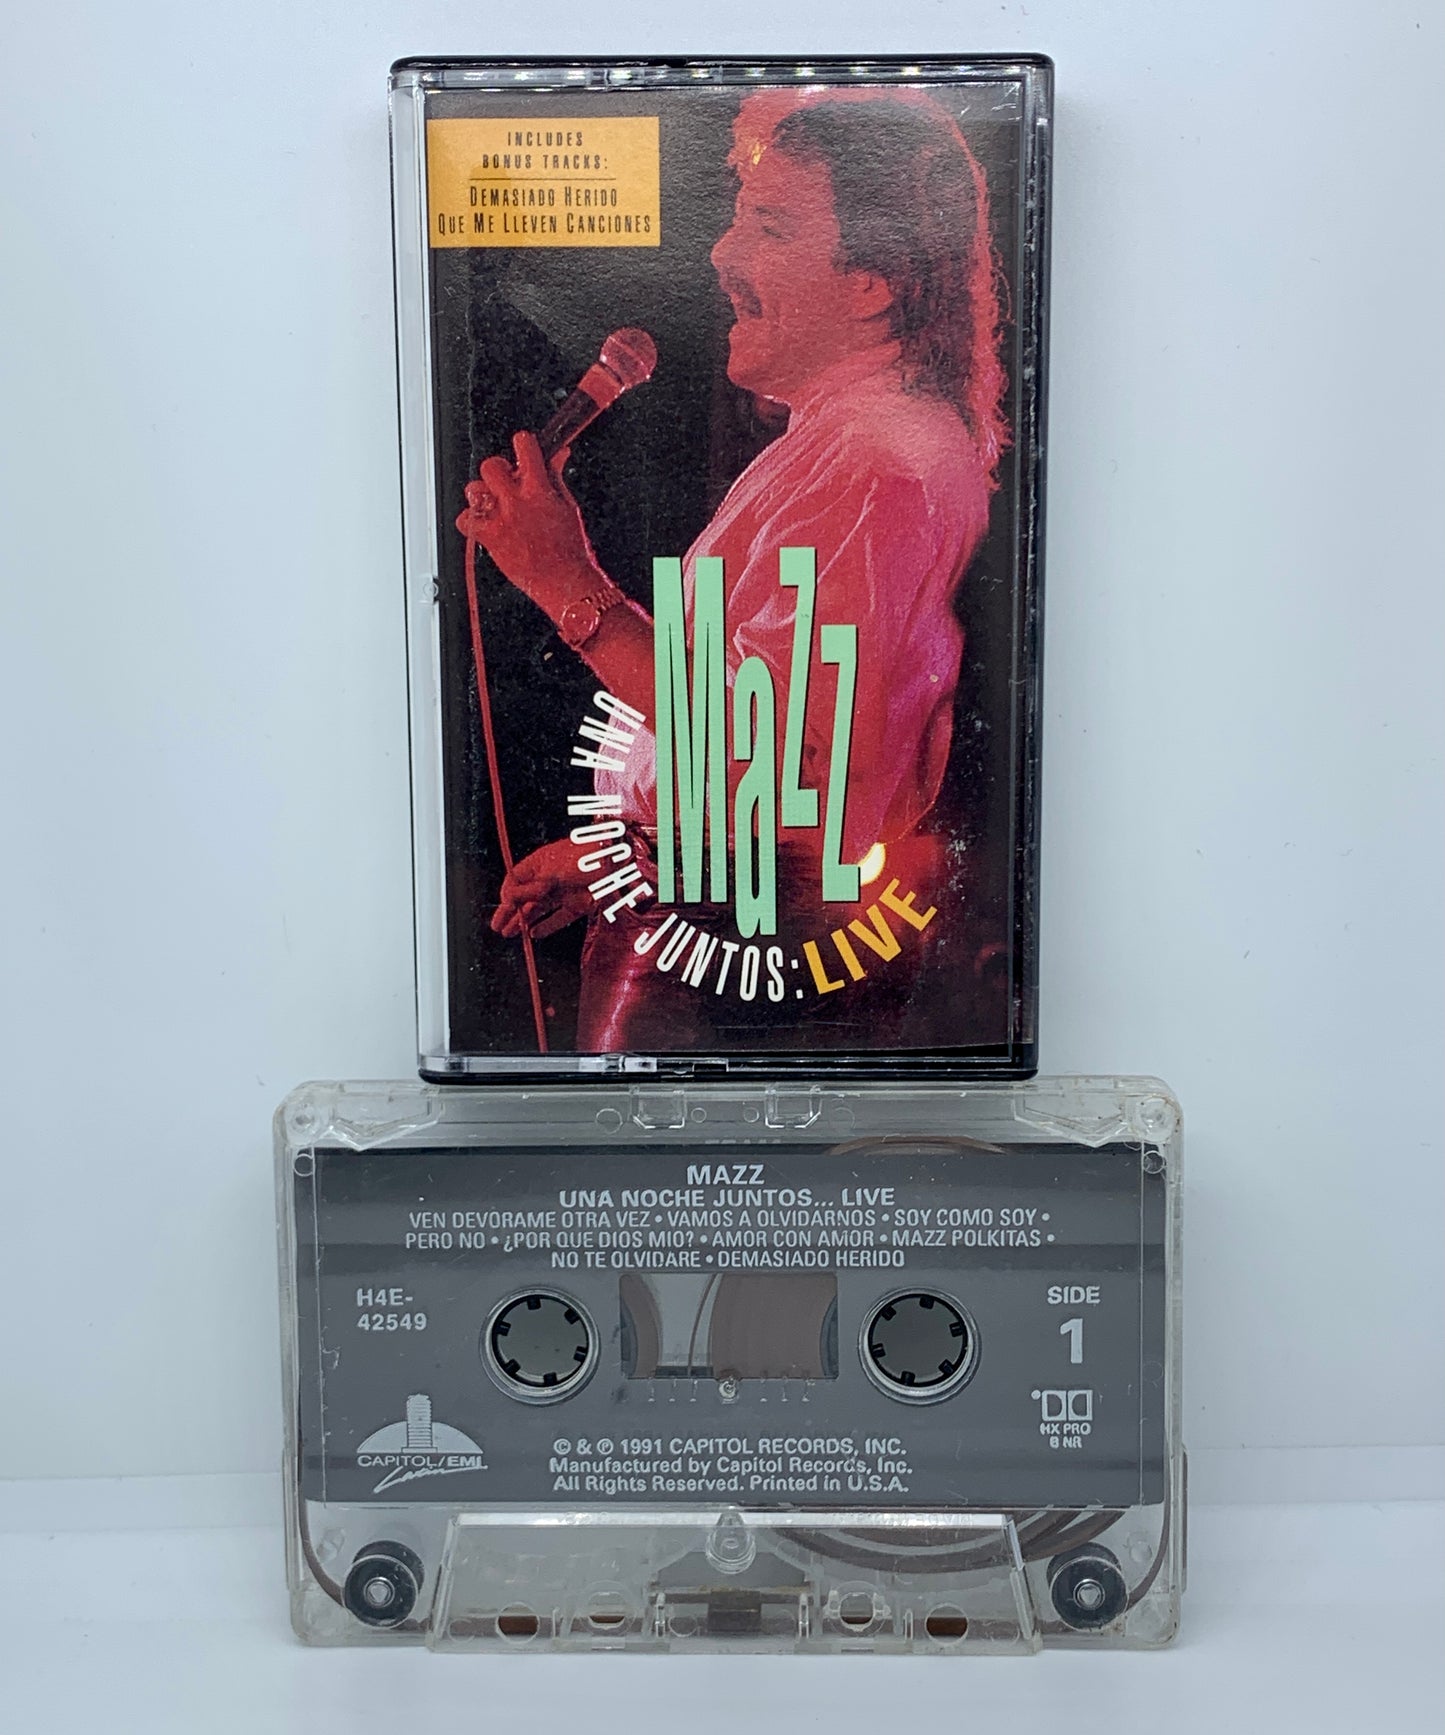 INCLUDES
BONUS TRACKS:
DEMASIADO HERIDO
QUE ME LLEVEN CANCIONES
MAZZ
UNA NOCHE JUNTOS: LIVE
MAZZ
UNA NOCHE JUNTOS... LIVE
VEN DEVORAME OTRA VEZ • VAMOS A OLVIDARNOS • SOY COMO SOY •
PERO NO • ¿POR QUE DIOS MIO? • AMOR CON AMOR • MAZZ POLKITAS •
NO TE OLVIDARE • DEMASIADO HERIDO
H4E-
42549
SIDE
1
HX PRO
B NR
CAPITOL/EMI
Latin
© & ℗ 1991 CAPITOL RECORDS, INC.
Manufactured by Capitol Records, Inc.
All Rights Reserved. Printed in U.S.A.